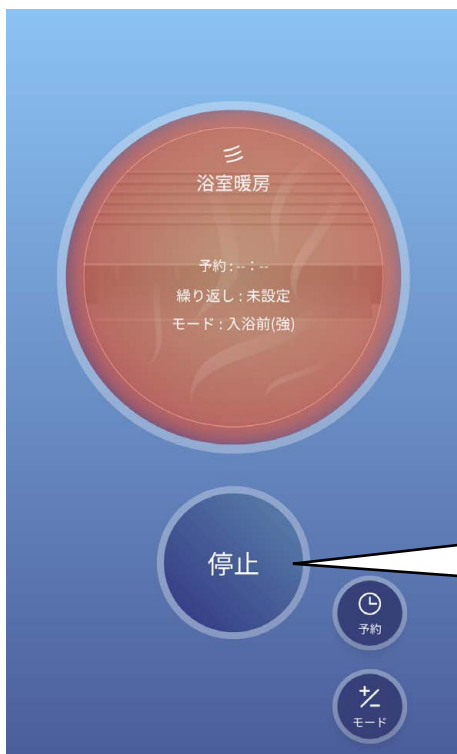 浴室暖房
予約 : -- : --
繰り返し : 未設定
モード : 入浴前(強)
停止
予約
モード